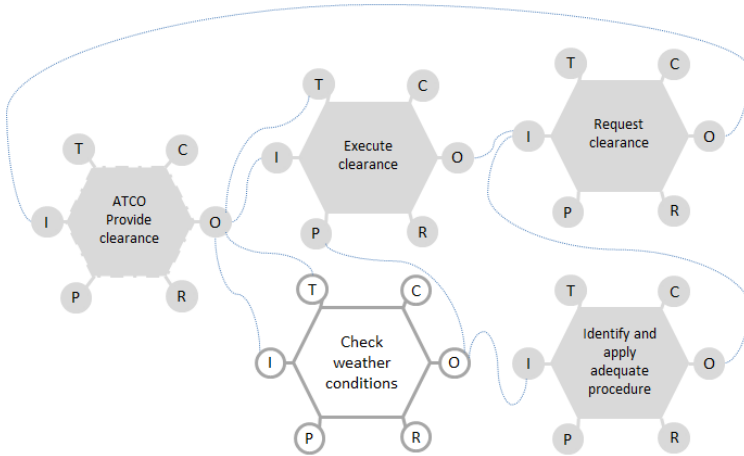 T
C
I
ATCO
Provide
clearance
O
P
R
T
C
I
Execute
clearance
O
P
R
T
C
I
Request
clearance
O
P
R
T
C
I
Check
weather
conditions
O
P
R
T
C
I
Identify and
apply
adequate
procedure
O
P
R